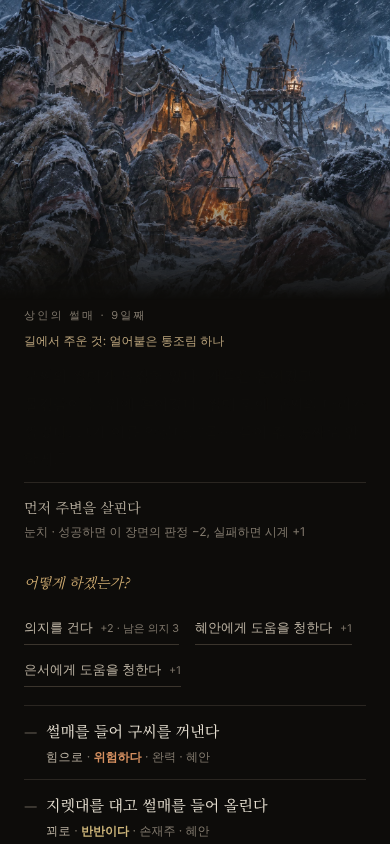 상인의 썰매 · 9일째
길에서 주운 것: 얼어붙은 통조림 하나
먼저 주변을 살핀다
눈치 · 성공하면 이 장면의 판정 −2, 실패하면 시계 +1
어떻게 하겠는가?
의지를 건다 +2 · 남은 의지 3 혜안에게 도움을 청한다 +1
은서에게 도움을 청한다 +1
— 썰매를 들어 구씨를 꺼낸다
힘으로 · 위험하다 · 완력 · 혜안
— 지렛대를 대고 썰매를 들어 올린다
꾀로 · 반반이다 · 손재주 · 혜안